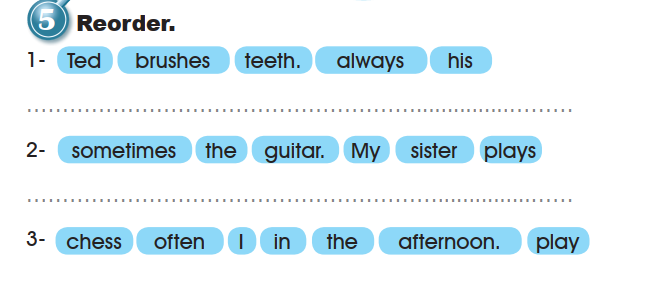 5 Reorder.
1- Ted brushes teeth. always his
2- sometimes the guitar. My sister plays
3- chess often I in the afternoon. play